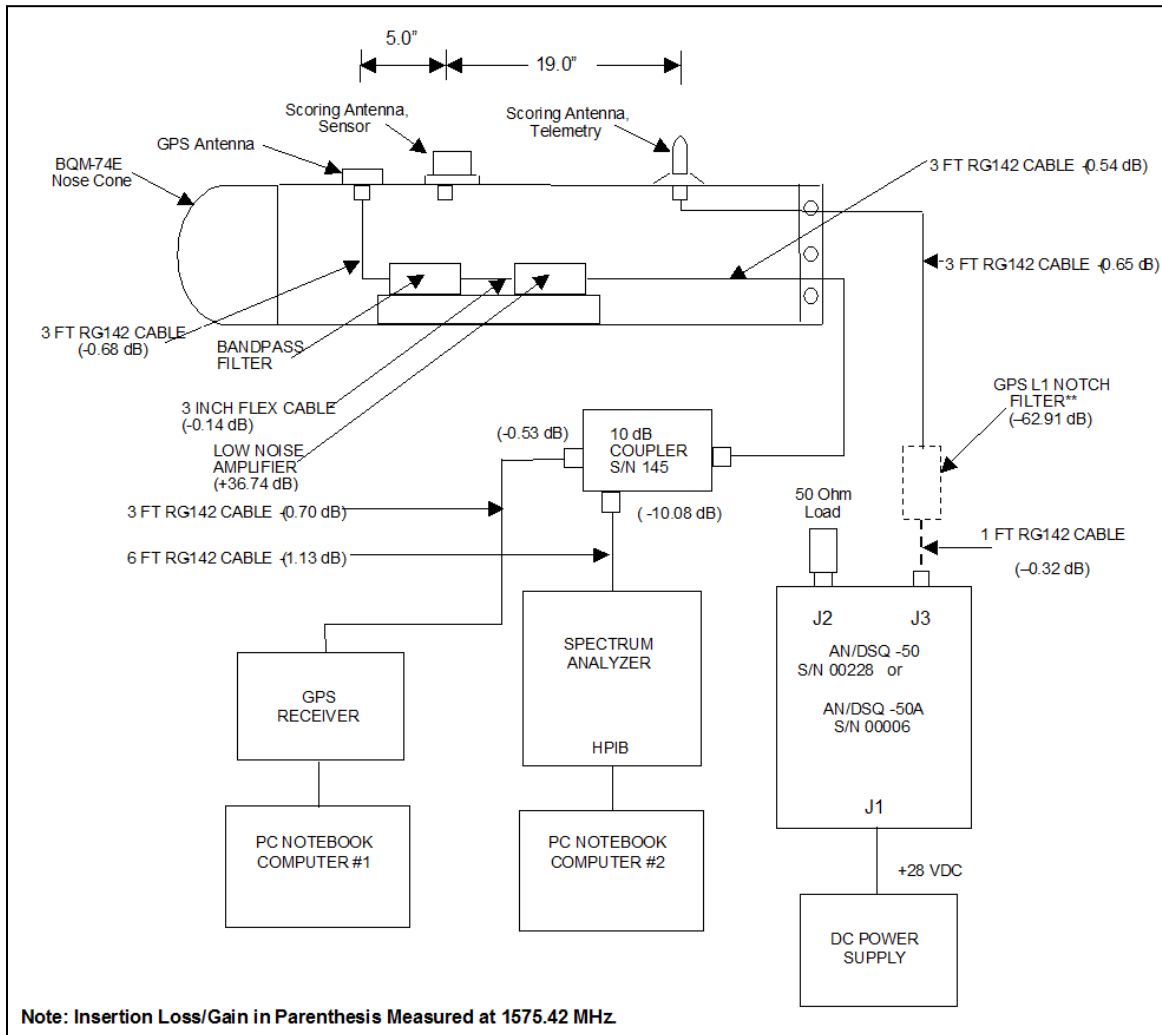 5.0”
19.0”
Scoring Antenna,
Sensor
Scoring Antenna,
Telemetry
GPS Antenna
BQM-74E
Nose Cone
3 FT RG142 CABLE -(0.54 dB)
3 FT RG142 CABLE -(0.65 dB)
3 FT RG142 CABLE
(-0.68 dB)
BANDPASS
FILTER
3 INCH FLEX CABLE
(-0.14 dB)
LOW NOISE
AMPLIFIER
(+36.74 dB)
GPS L1 NOTCH
FILTER**
(–62.91 dB)
(-0.53 dB)
10 dB
COUPLER
S/N 145
50 Ohm
Load
3 FT RG142 CABLE -(0.70 dB)
( -10.08 dB)
1 FT RG142 CABLE
(–0.32 dB)
6 FT RG142 CABLE -(1.13 dB)
J2
J3
SPECTRUM
ANALYZER
HPIB
AN/DSQ -50
S/N 00228 or
AN/DSQ -50A
S/N 00006
J1
GPS
RECEIVER
PC NOTEBOOK
COMPUTER #1
PC NOTEBOOK
COMPUTER #2
+28 VDC
DC POWER
SUPPLY
Note: Insertion Loss/Gain in Parenthesis Measured at 1575.42 MHz.